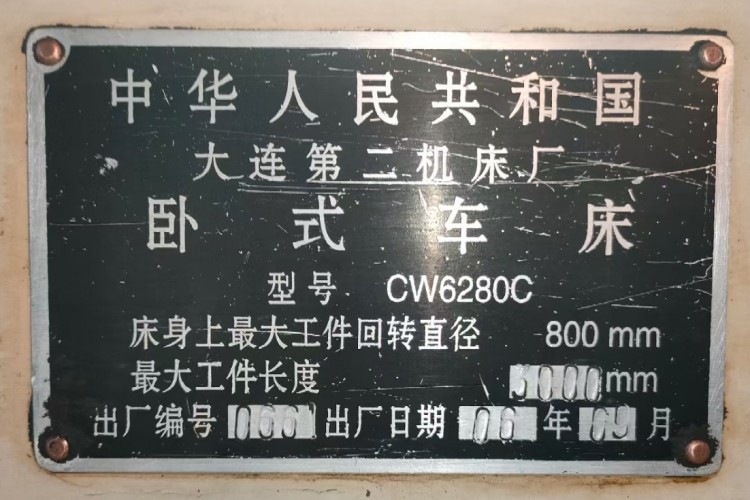 中华人民共和国
大连第二机床厂
卧式车床
型号 CW6280C
床身上最大工件回转直径 800 mm
最大工件长度 3000 mm
出厂编号 0661 出厂日期 06 年 09 月